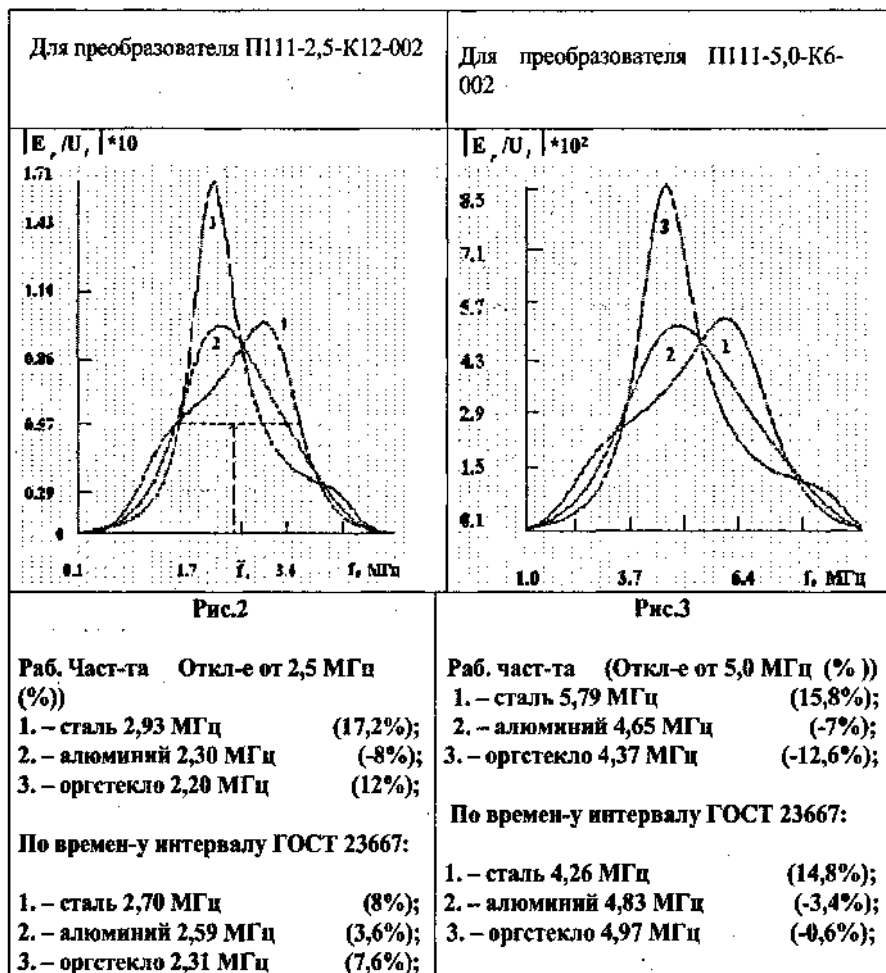 Для преобразователя П111-2,5-К12-002
Для преобразователя П111-5,0-К6-
002
|E r /U r | *10
1.71
1.43
1.14
0.86
0.57
0.29
0
0.1
1.7
f,
3.4
f, МГц
3
2
1
|E r /U r | *10²
8.5
7.1
5.7
4.3
2.9
1.5
0.1
1.0
3.7
6.4
f, МГц
3
2
1
Рис.2
Раб. Част-та Откл-е от 2,5 МГц
(%))
1. – сталь 2,93 МГц (17,2%);
2. – алюминий 2,30 МГц (-8%);
3. – оргстекло 2,20 МГц (12%);
По времен-у интервалу ГОСТ 23667:
1. – сталь 2,70 МГц (8%);
2. – алюминий 2,59 МГц (3,6%);
3. – оргстекло 2,31 МГц (7,6%);
Рис.3
Раб. част-та (Откл-е от 5,0 МГц (% ))
1. – сталь 5,79 МГц (15,8%);
2. – алюминий 4,65 МГц (-7%);
3. – оргстекло 4,37 МГц (-12,6%);
По времен-у интервалу ГОСТ 23667:
1. – сталь 4,26 МГц (14,8%);
2. – алюминий 4,83 МГц (-3,4%);
3. – оргстекло 4,97 МГц (-0,6%);